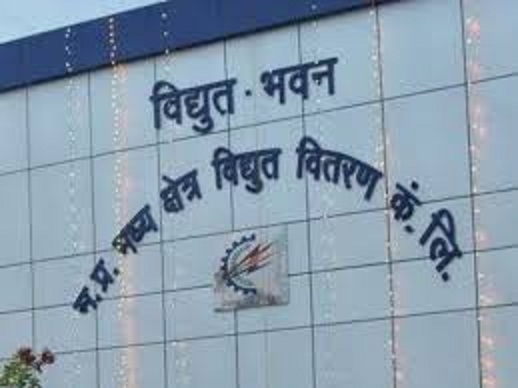 विद्युत भवन
म.प्र. मध्य क्षेत्र विद्युत वितरण कं. लि.